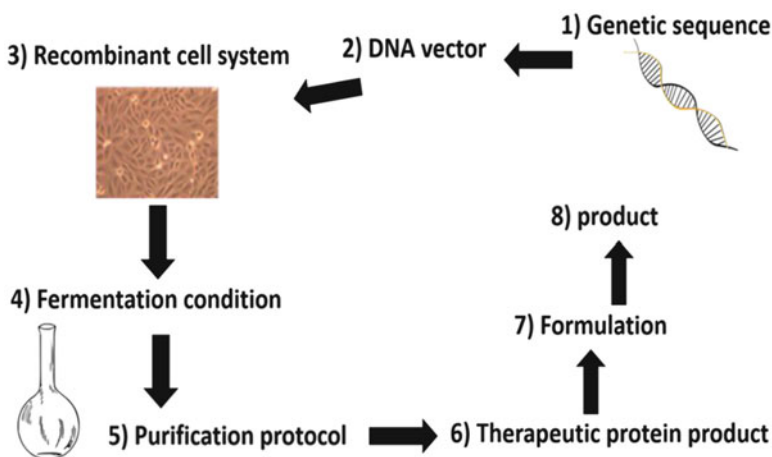 1) Genetic sequence
2) DNA vector
3) Recombinant cell system
4) Fermentation condition
5) Purification protocol
6) Therapeutic protein product
7) Formulation
8) product